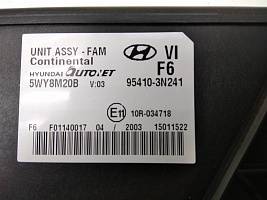 UNIT ASSY - FAM VI
Continental F6
HYUNDAI AUTONET
5WY8M20B V:03 95410-3N241
E11 10R-034718
F6 F01140017 04 / 2003 15011522